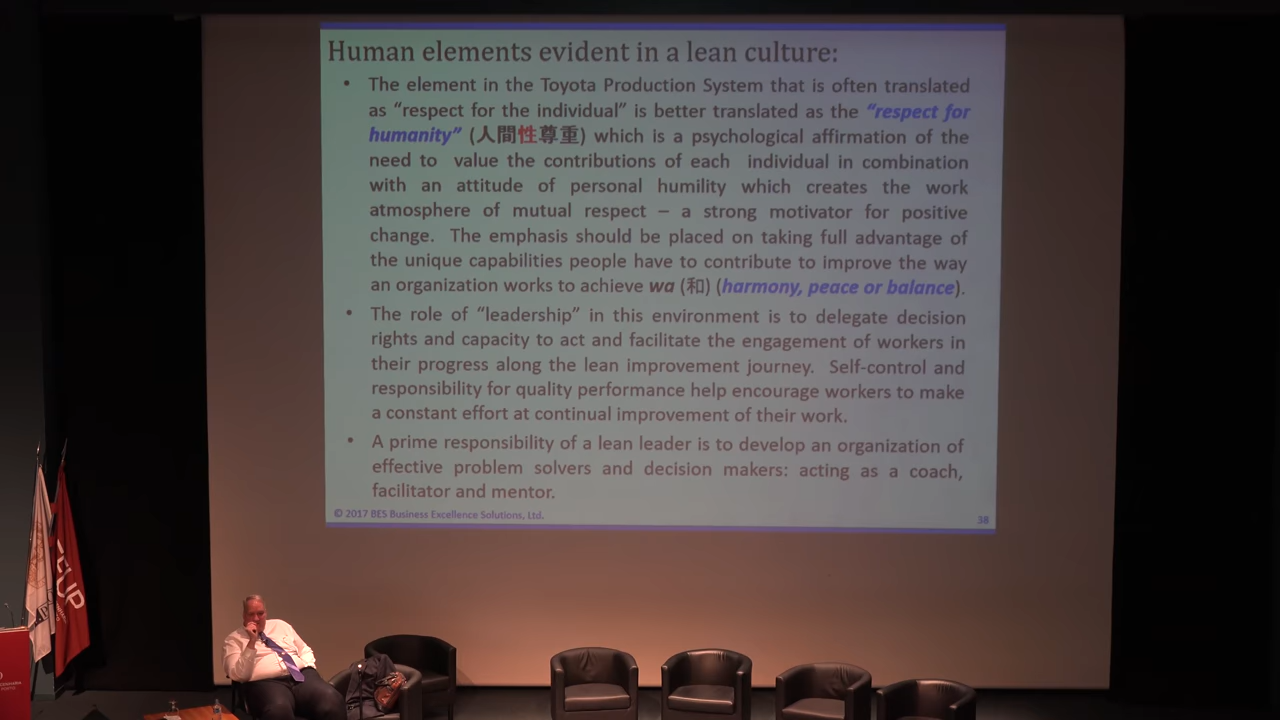 Human elements evident in a lean culture:
• The element in the Toyota Production System that is often translated
as “respect for the individual” is better translated as the “respect for
humanity” (人間性尊重) which is a psychological affirmation of the
need to value the contributions of each individual in combination
with an attitude of personal humility which creates the work
atmosphere of mutual respect – a strong motivator for positive
change. The emphasis should be placed on taking full advantage of
the unique capabilities people have to contribute to improve the way
an organization works to achieve wa (和) (harmony, peace or balance).
• The role of “leadership” in this environment is to delegate decision
rights and capacity to act and facilitate the engagement of workers in
their progress along the lean improvement journey. Self-control and
responsibility for quality performance help encourage workers to make
a constant effort at continual improvement of their work.
• A prime responsibility of a lean leader is to develop an organization of
effective problem solvers and decision makers: acting as a coach,
facilitator and mentor.
© 2017 BES Business Excellence Solutions, Ltd.
38
FEUP